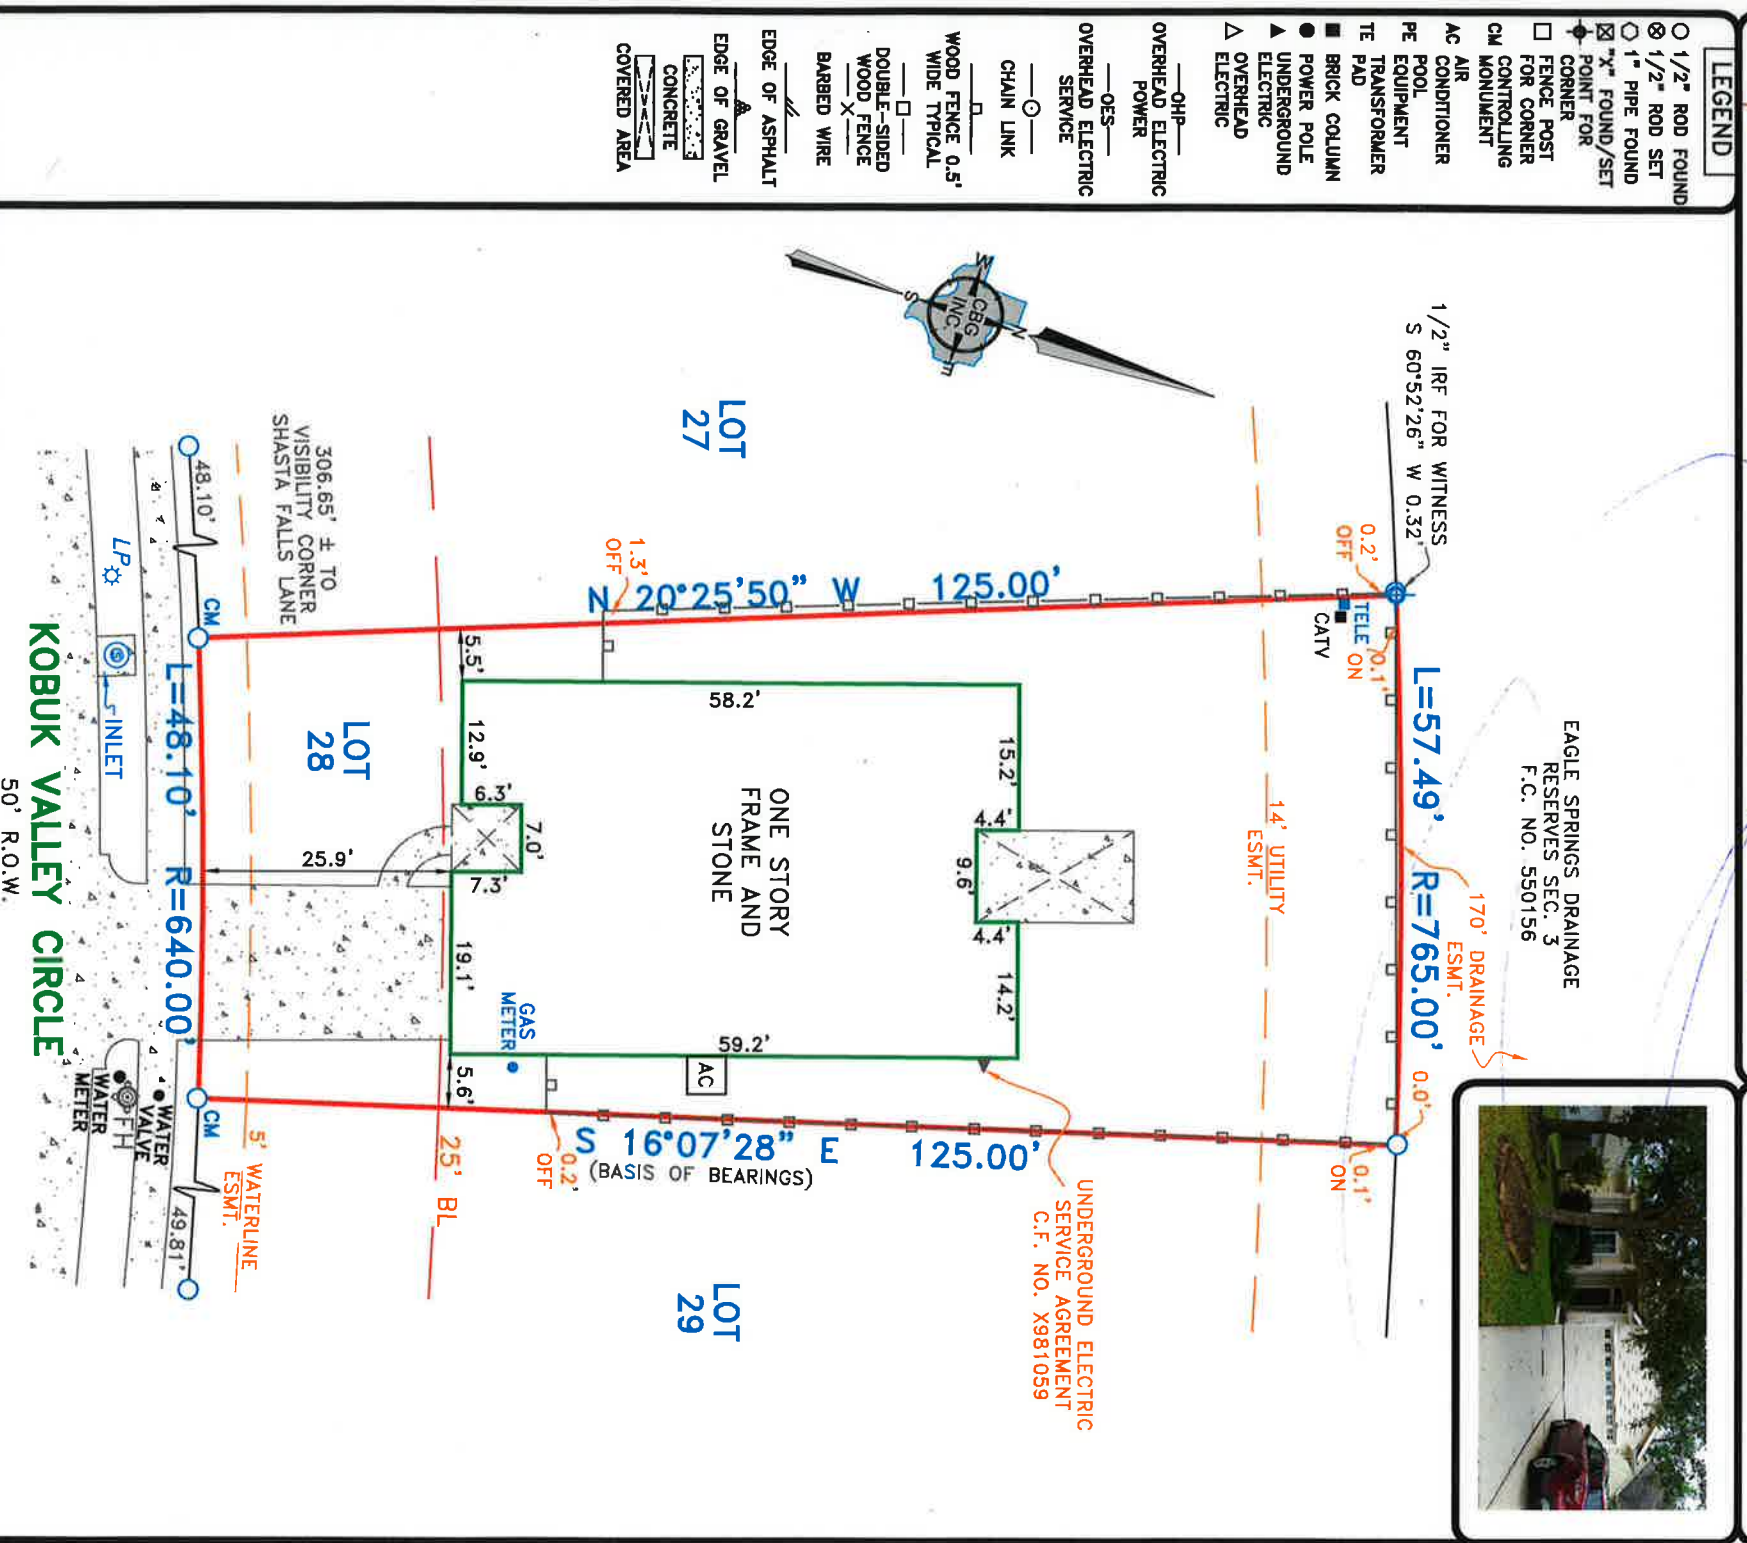 LEGEND
1/2" ROD FOUND
1/2" ROD SET
1" PIPE FOUND
"X" FOUND/SET
POINT FOR
CORNER
FENCE POST
FOR CORNER
CM CONTROLLING
MONUMENT
AC AIR
CONDITIONER
PE POOL
EQUIPMENT
TE TRANSFORMER
PAD
BRICK COLUMN
POWER POLE
UNDERGROUND
ELECTRIC
OVERHEAD
ELECTRIC
OHP
OVERHEAD ELECTRIC
POWER
OES
OVERHEAD ELECTRIC
SERVICE
CHAIN LINK
WOOD FENCE 0.5'
WIDE TYPICAL
DOUBLE-SIDED
WOOD FENCE
BARBED WIRE
EDGE OF ASPHALT
EDGE OF GRAVEL
CONCRETE
COVERED AREA
N
W
CBG
INC.
E
S
1/2" IRF FOR WITNESS
S 60°52'26" W 0.32'
EAGLE SPRINGS DRAINAGE
RESERVES SEC. 3
F.C. NO. 550156
170' DRAINAGE
ESMT.
L=57.49' R=765.00'
0.0'
0.2'
OFF
0.1'
ON
TELE
CATV
0.1'
ON
14' UTILITY
ESMT.
LOT
27
N 20°25'50" W 125.00'
1.3'
OFF
15.2'
4.4'
9.6'
4.4'
14.2'
58.2'
ONE STORY
FRAME AND
STONE
59.2'
AC
UNDERGROUND ELECTRIC
SERVICE AGREEMENT
C.F. NO. X981059
S 16°07'28" E 125.00'
(BASIS OF BEARINGS)
0.2'
OFF
LOT
29
GAS
METER
7.0'
5.5'
12.9'
6.3'
7.3'
19.1'
5.6'
25' BL
LOT
28
25.9'
306.65' ± TO
VISIBILITY CORNER
SHASTA FALLS LANE
5' WATERLINE
ESMT.
48.10'
CM
L=48.10' R=640.00'
CM
49.81'
LP
INLET
WATER
VALVE
FH
WATER
METER
KOBUK VALLEY CIRCLE
50' R.O.W.